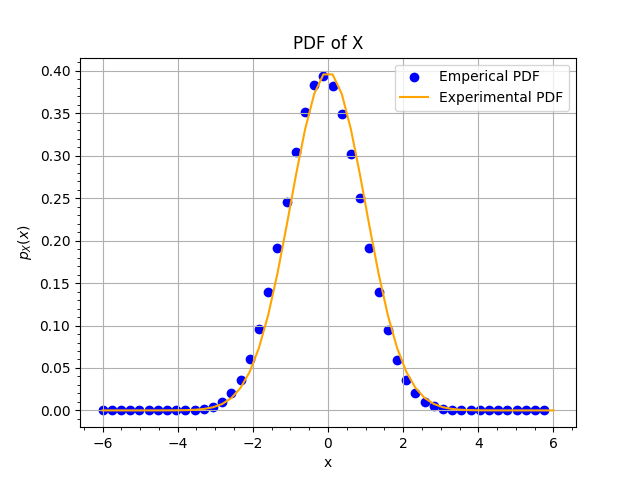 PDF of X
Emperical PDF
Experimental PDF
0.40
0.35
0.30
0.25
0.20
0.15
0.10
0.05
0.00
p_X(x)
−6 −4 −2 0 2 4 6
x